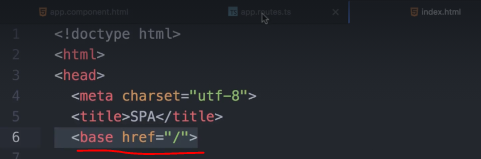 app.component.html app.routes.ts × index.html
1 <!doctype html>
2 <html>
3 <head>
4 <meta charset="utf-8">
5 <title>SPA</title>
6 <base href="/">
7